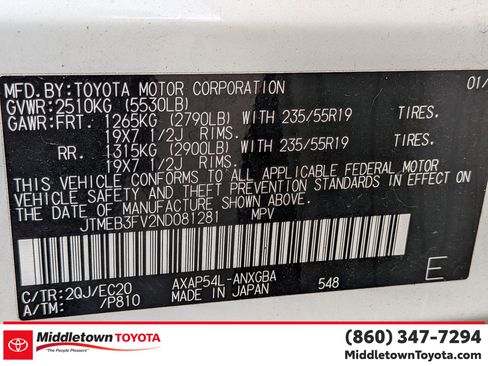 MFD. BY: TOYOTA MOTOR CORPORATION 01/
GVWR: 2510KG (5530LB)
GAWR: FRT. 1265KG (2790LB) WITH 235/55R19 TIRES.
19X7 1/2J RIMS.
RR. 1315KG (2900LB) WITH 235/55R19 TIRES.
19X7 1/2J RIMS.
THIS VEHICLE CONFORMS TO ALL APPLICABLE FEDERAL MOTOR
VEHICLE SAFETY AND THEFT PREVENTION STANDARDS IN EFFECT ON
THE DATE OF MANUFACTURE SHOWN ABOVE.
JTMEB3FV2ND081281 MPV
C/TR: 2QJ/EC20 AXAP54L-ANXGBA E
A/TM: /P810 MADE IN JAPAN 548
Middletown TOYOTA
"The People Pleasers"
(860) 347-7294
MiddletownToyota.com